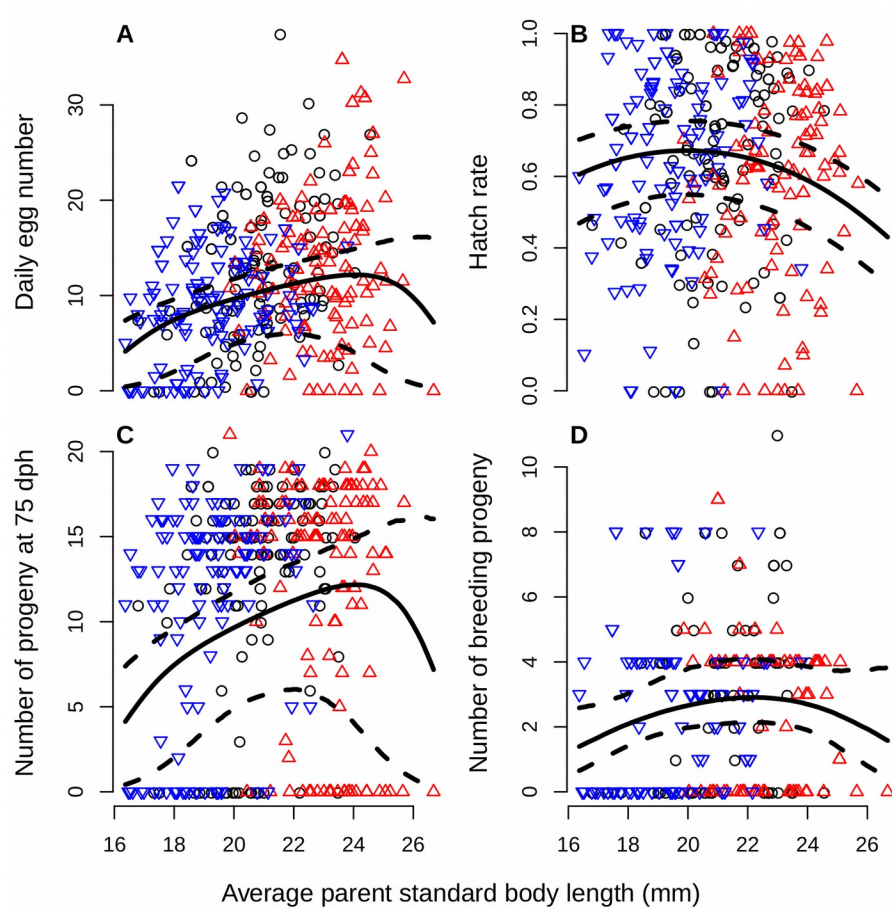 A
Daily egg number
30
20
10
0
B
Hatch rate
1.0
0.8
0.6
0.4
0.2
0.0
C
Number of progeny at 75 dph
20
15
10
5
0
16 18 20 22 24 26
D
Number of breeding progeny
10
8
6
4
2
0
16 18 20 22 24 26
Average parent standard body length (mm)